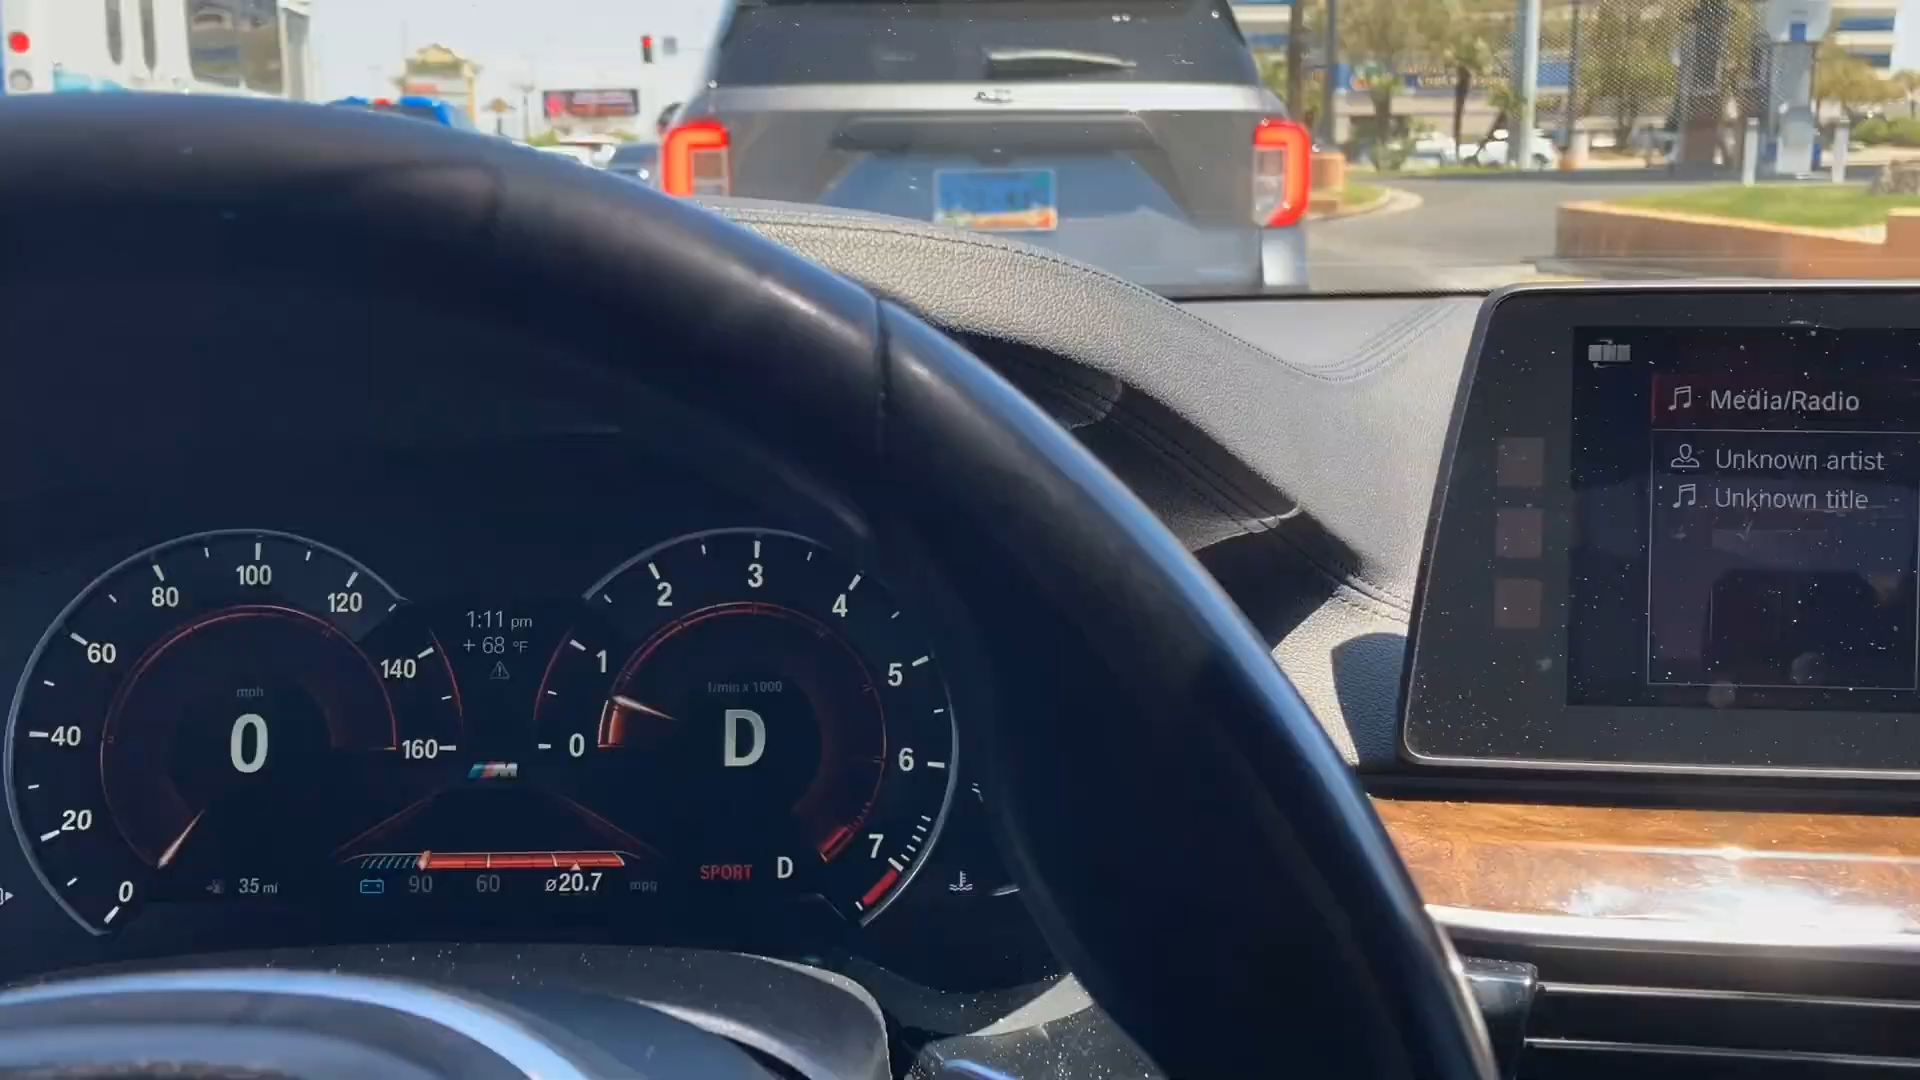 100
80
120
60
140
40
160
20
0
mph
0
35 mi
1:11 pm
+ 68 °F
M
90 60 ø20.7 mpg
3
2
4
1
5
0
6
7
1/min x 1000
D
SPORT D
Media/Radio
Unknown artist
Unknown title